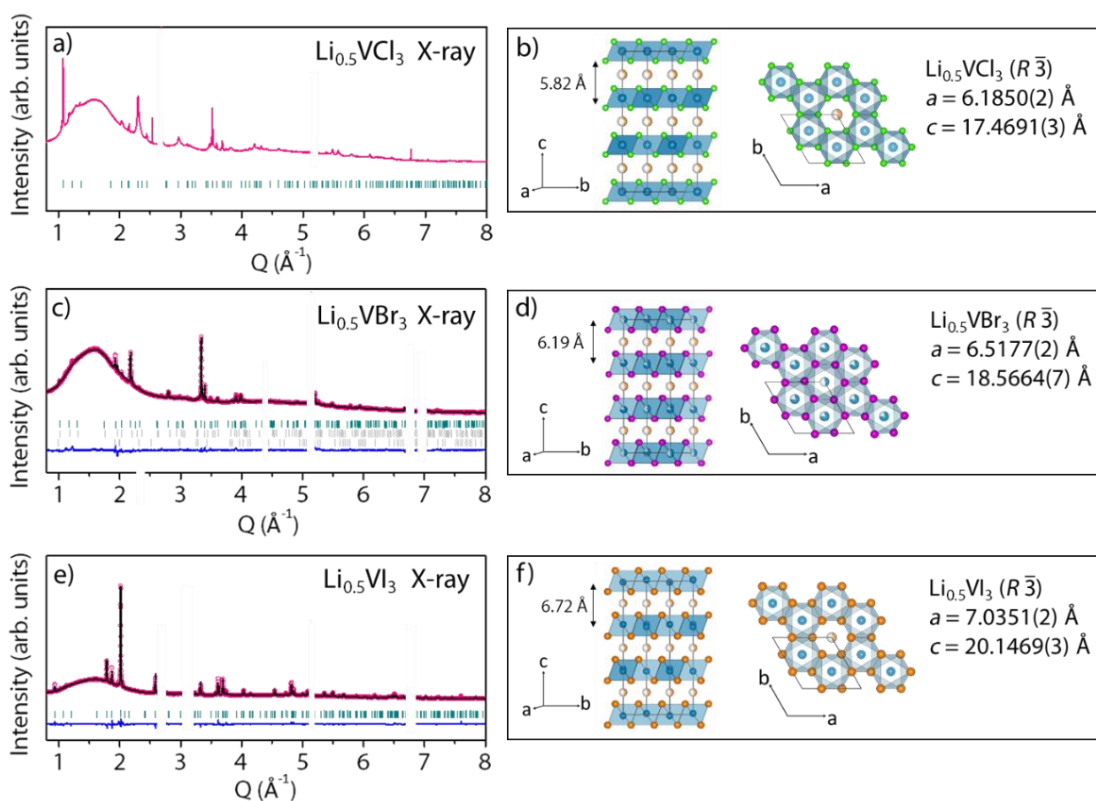 a)
Li₀.₅VCl₃ X-ray
Intensity (arb. units)
1 2 3 4 5 6 7 8
Q (Å⁻¹)
b)
5.82 Å
c
a
b
b
a
Li₀.₅VCl₃ (R 3̅)
a = 6.1850(2) Å
c = 17.4691(3) Å
c)
Li₀.₅VBr₃ X-ray
Intensity (arb. units)
1 2 3 4 5 6 7 8
Q (Å⁻¹)
d)
6.19 Å
c
a
b
b
a
Li₀.₅VBr₃ (R 3̅)
a = 6.5177(2) Å
c = 18.5664(7) Å
e)
Li₀.₅VI₃ X-ray
Intensity (arb. units)
1 2 3 4 5 6 7 8
Q (Å⁻¹)
f)
6.72 Å
c
a
b
b
a
Li₀.₅VI₃ (R 3̅)
a = 7.0351(2) Å
c = 20.1469(3) Å